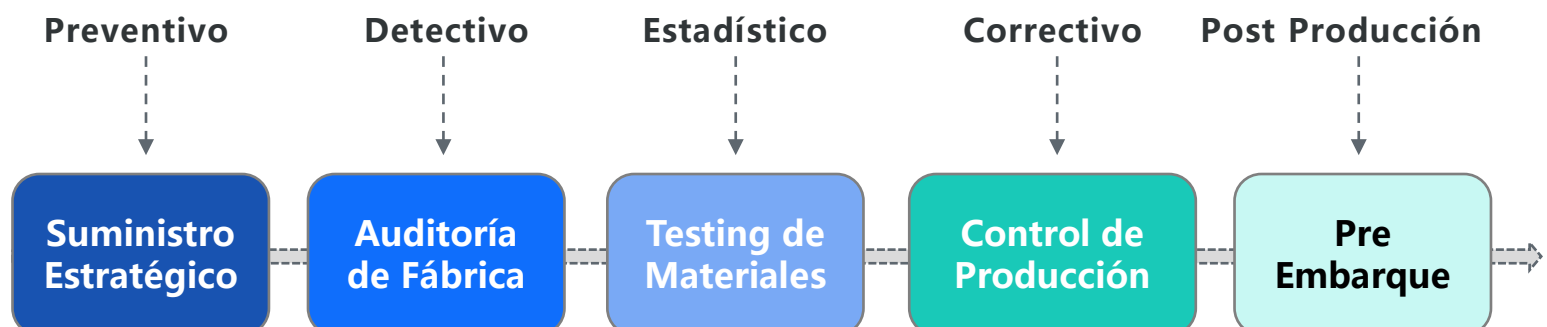 Preventivo
Detectivo
Estadístico
Correctivo
Post Producción
Suministro
Estratégico
Auditoría
de Fábrica
Testing de
Materiales
Control de
Producción
Pre
Embarque